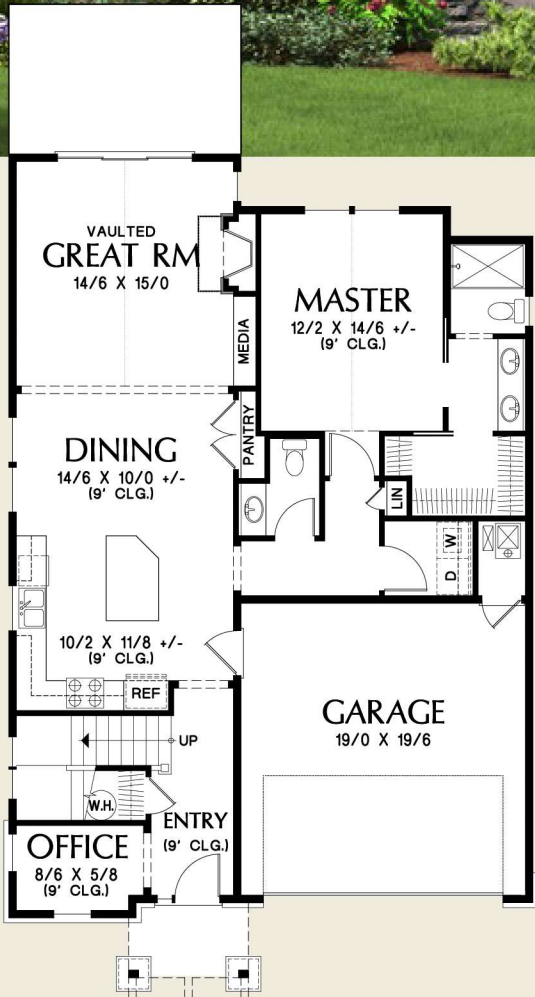 VAULTED
GREAT RM
14/6 X 15/0
MASTER
12/2 X 14/6 +/-
(9' CLG.)
MEDIA
PANTRY
DINING
14/6 X 10/0 +/-
(9' CLG.)
LIN
W
D
10/2 X 11/8 +/-
(9' CLG.)
REF
GARAGE
19/0 X 19/6
UP
W.H.
ENTRY
(9' CLG.)
OFFICE
8/6 X 5/8
(9' CLG.)